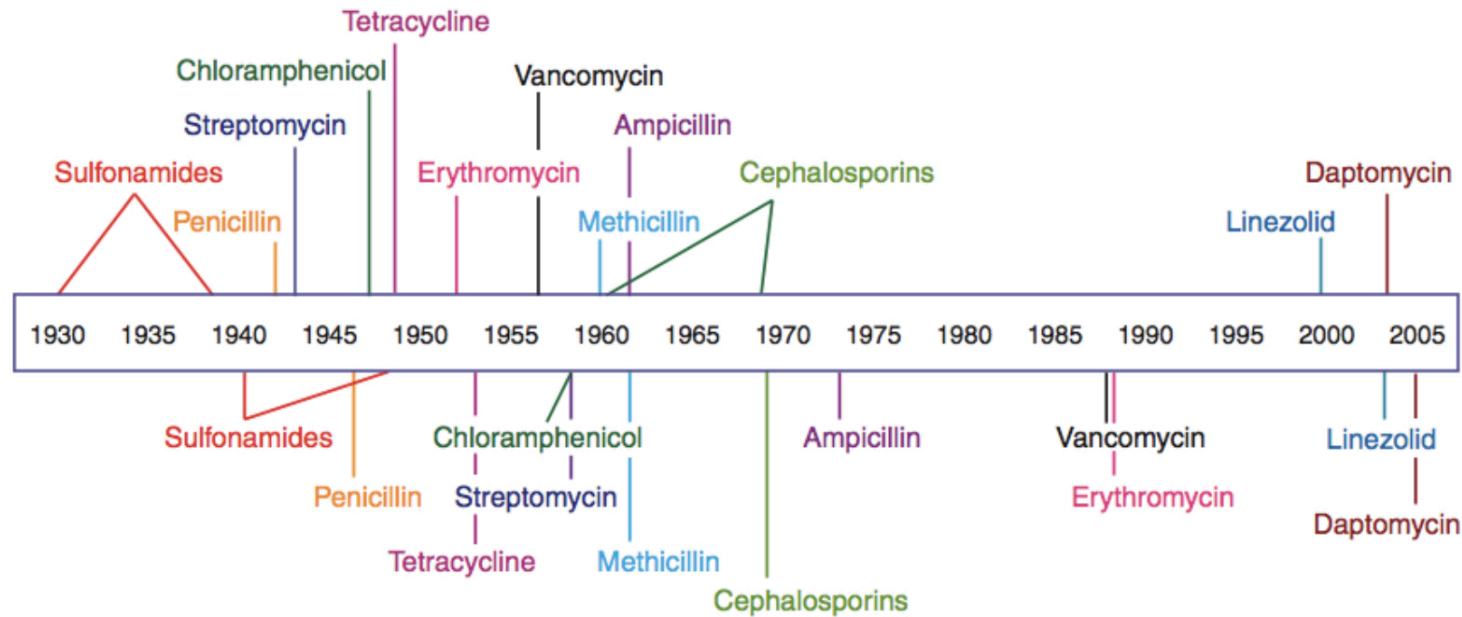 Tetracycline
Chloramphenicol
Vancomycin
Streptomycin
Ampicillin
Sulfonamides
Erythromycin
Cephalosporins
Daptomycin
Penicillin
Methicillin
Linezolid
1930 1935 1940 1945 1950 1955 1960 1965 1970 1975 1980 1985 1990 1995 2000 2005
Sulfonamides
Chloramphenicol
Ampicillin
Vancomycin
Linezolid
Penicillin
Streptomycin
Erythromycin
Daptomycin
Tetracycline
Methicillin
Cephalosporins